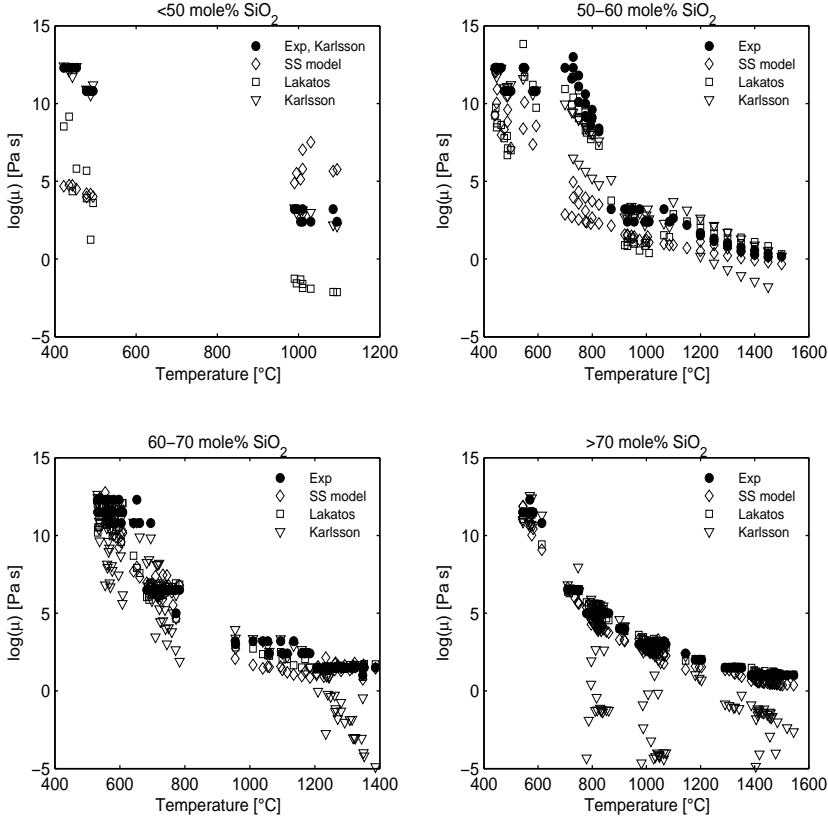 <50 mole% SiO2
15
10
5
0
−5
400 600 800 1000 1200
Temperature [°C]
log(μ) [Pa s]
Exp, Karlsson
SS model
Lakatos
Karlsson
50−60 mole% SiO2
15
10
5
0
−5
400 600 800 1000 1200 1400 1600
Temperature [°C]
log(μ) [Pa s]
Exp
SS model
Lakatos
Karlsson
60−70 mole% SiO2
15
10
5
0
−5
400 600 800 1000 1200 1400
Temperature [°C]
log(μ) [Pa s]
Exp
SS model
Lakatos
Karlsson
>70 mole% SiO2
15
10
5
0
−5
400 600 800 1000 1200 1400 1600
Temperature [°C]
log(μ) [Pa s]
Exp
SS model
Lakatos
Karlsson